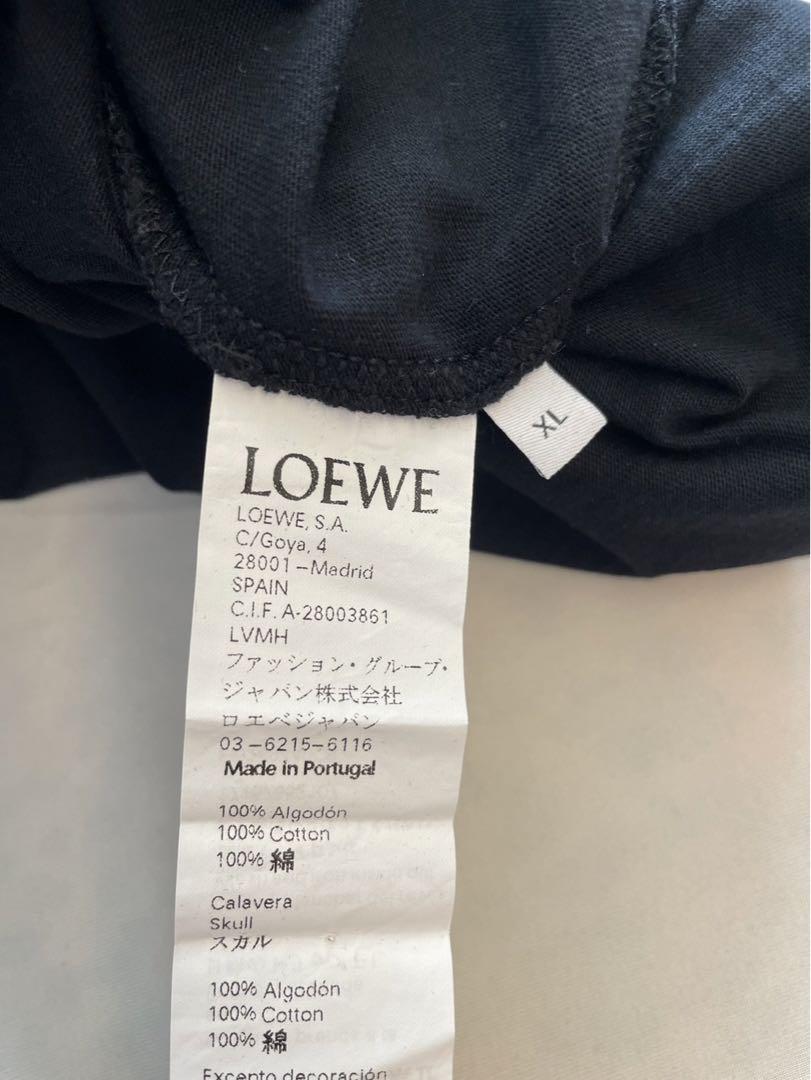 XL
LOEWE
LOEWE, S.A.
C/Goya, 4
28001 – Madrid
SPAIN
C.I.F. A-28003861
LVMH
ファッション・グループ・
ジャパン株式会社
ロエベジャパン
03–6215–6116
Made in Portugal
100% Algodón
100% Cotton
100% 綿
Calavera
Skull
スカル
100% Algodón
100% Cotton
100% 綿
Excepto decoración